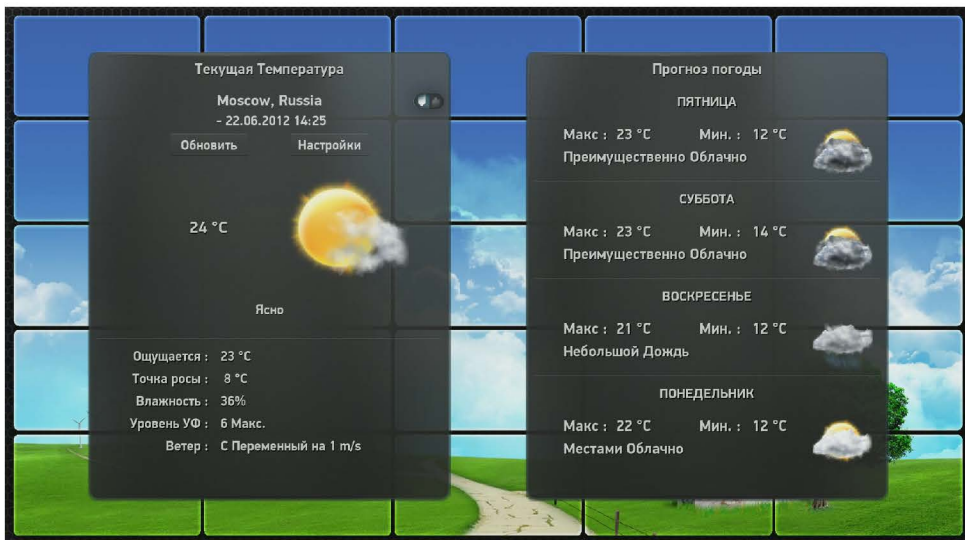 Текущая Температура
Moscow, Russia
- 22.06.2012 14:25
Обновить Настройки
24 °C
Ясно
Ощущается : 23 °C
Точка росы : 8 °C
Влажность : 36%
Уровень УФ : 6 Макс.
Ветер : С Переменный на 1 m/s
Прогноз погоды
ПЯТНИЦА
Макс : 23 °C Мин. : 12 °C
Преимущественно Облачно
СУББОТА
Макс : 23 °C Мин. : 14 °C
Преимущественно Облачно
ВОСКРЕСЕНЬЕ
Макс : 21 °C Мин. : 12 °C
Небольшой Дождь
ПОНЕДЕЛЬНИК
Макс : 22 °C Мин. : 12 °C
Местами Облачно